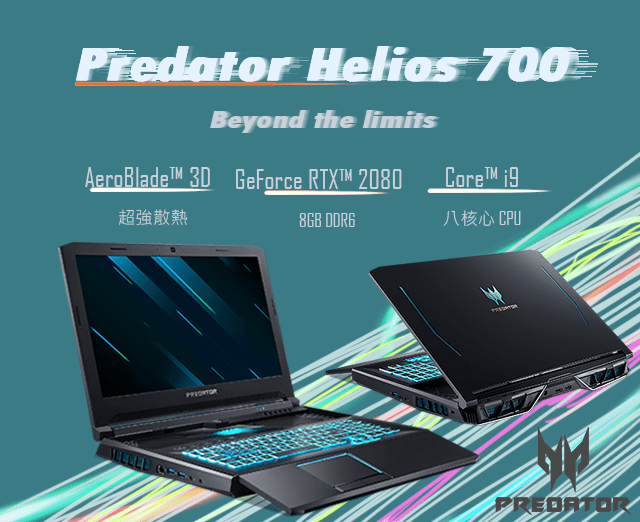 Predator Helios 700
Beyond the limits
AeroBlade™ 3D
GeForce RTX™ 2080
Core™ i9
超強散熱
8GB DDR6
八核心 CPU
PREDATOR
PREDATOR
PREDATOR